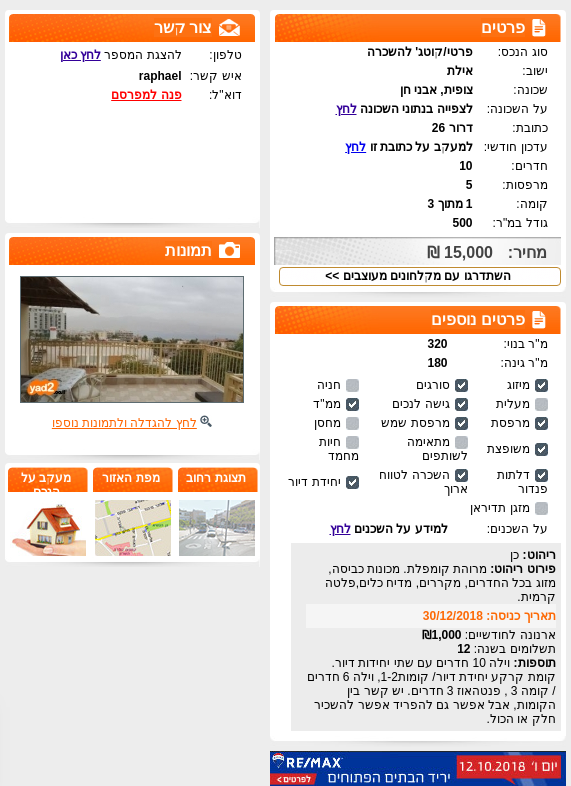 פרטים
סוג הנכס: פרטי/קוטג' להשכרה
ישוב: אילת
שכונה: צופית, אבני חן
על השכונה: לצפייה בנתוני השכונה לחץ
כתובת: דרור 26
עדכון חודשי: למעקב על כתובת זו לחץ
חדרים: 10
מרפסות: 5
קומה: 1 מתוך 3
גודל במ"ר: 500
מחיר: 15,000 ₪
השתדרגו עם מקלחונים מעוצבים >>
פרטים נוספים
מ"ר בנוי: 320
מ"ר גינה: 180
מיזוג סורגים חניה
מעלית גישה לנכים ממ"ד
מרפסת מרפסת שמש מחסן
משופצת מתאימה לשותפים חיות מחמד
דלתות פנדור השכרה לטווח ארוך יחידת דיור
מזגן תדיראן
על השכנים: למידע על השכנים לחץ
ריהוט: כן
פירוט ריהוט: מרוהת קומפלת. מכונות כביסה,
מזוג בכל החדרים, מקררים, מדיח כלים,פלטה
קרמית.
תאריך כניסה: 30/12/2018
ארנונה לחודשיים: 1,000₪
תשלומים בשנה: 12
תוספות: וילה 10 חדרים עם שתי יחידות דיור.
קומת קרקע יחידת דיור/ קומות1-2, וילה 6 חדרים
/ קומה 3 , פנטהאוז 3 חדרים. יש קשר בין
הקומות, אבל אפשר גם להפריד אפשר להשכיר
חלק או הכול.
RE/MAX
יום ו' 12.10.2018
יריד הבתים הפתוחים
לפרטים >
צור קשר
טלפון: להצגת המספר לחץ כאן
איש קשר: raphael
דוא"ל: פנה למפרסם
תמונות
yad2
לחץ להגדלה ולתמונות נוספו
תצוגת רחוב
מפת האזור
מעקב על
הנכס